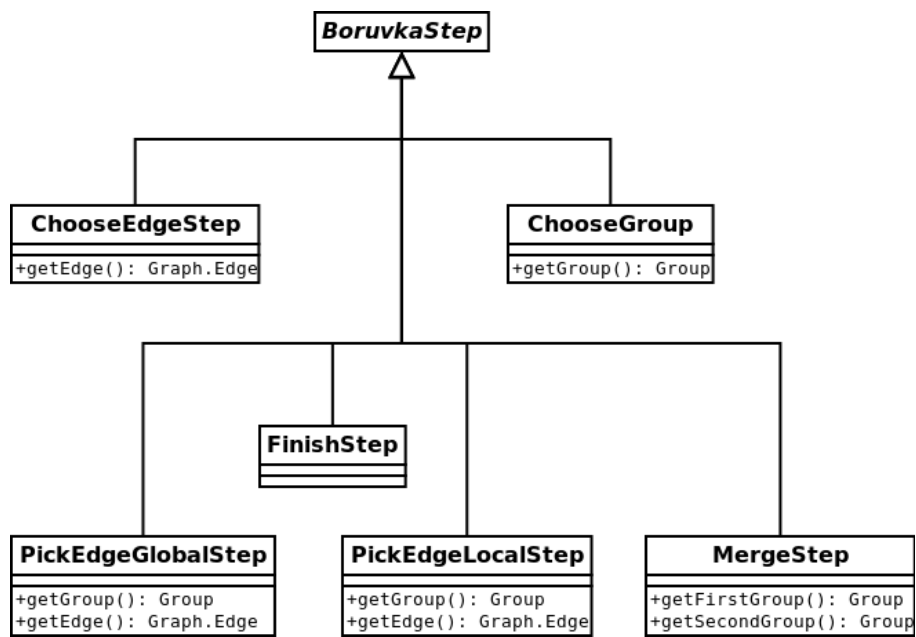 BoruvkaStep
ChooseEdgeStep
+getEdge(): Graph.Edge
ChooseGroup
+getGroup(): Group
FinishStep
PickEdgeGlobalStep
+getGroup(): Group
+getEdge(): Graph.Edge
PickEdgeLocalStep
+getGroup(): Group
+getEdge(): Graph.Edge
MergeStep
+getFirstGroup(): Group
+getSecondGroup(): Group